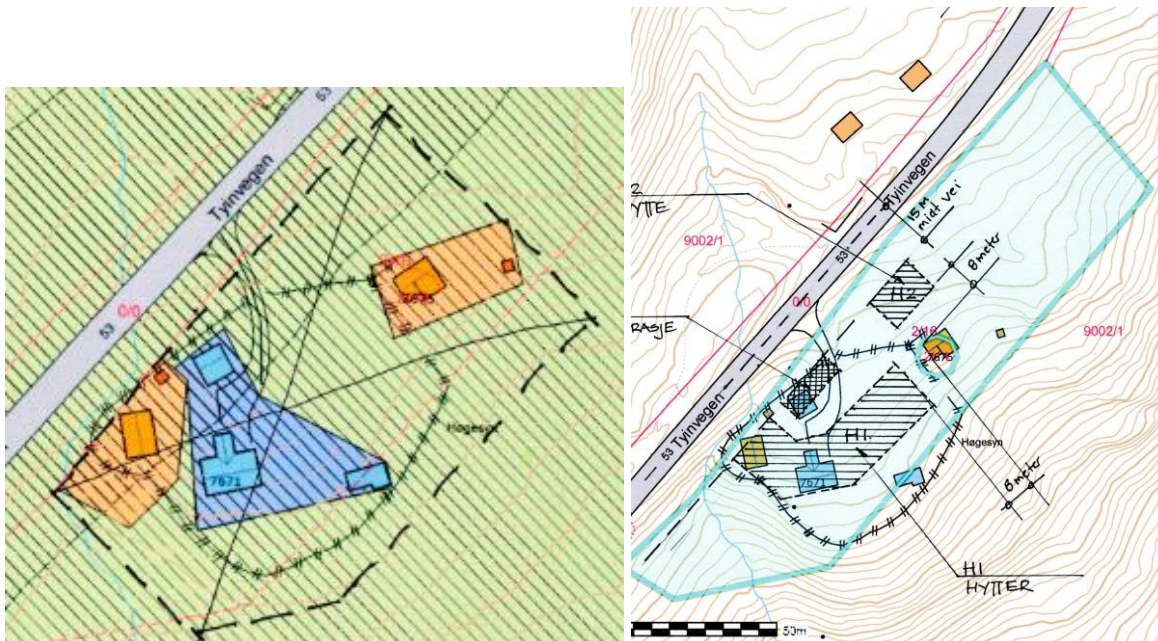 53
Tyinvegen
0/0
53
7675
Høgesyn
7671
Tyinvegen
15 M
midt vei
2
YTTE
9002/1
53
8 meter
H2
0/0
RASJE
2/16
9002/1
7675
53 Tyinvegen
H1.
Høgesyn
7671
8 meter
H1
HYTTER
50m